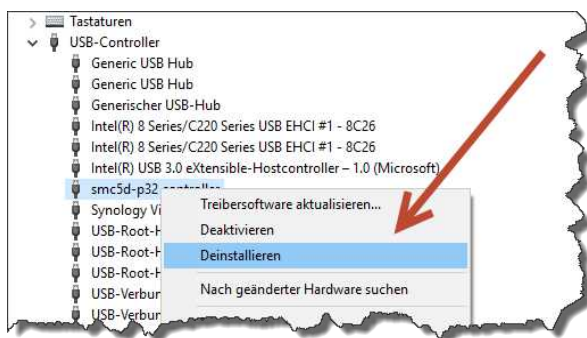 Tastaturen
USB-Controller
Generic USB Hub
Generic USB Hub
Generischer USB-Hub
Intel(R) 8 Series/C220 Series USB EHCI #1 - 8C26
Intel(R) 8 Series/C220 Series USB EHCI #1 - 8C26
Intel(R) USB 3.0 eXtensible-Hostcontroller – 1.0 (Microsoft)
smc5d-p32 controller
Synology Vi
USB-Root-H
USB-Root-H
USB-Root-H
USB-Verbur
USB-Verbur
Treibersoftware aktualisieren...
Deaktivieren
Deinstallieren
Nach geänderter Hardware suchen